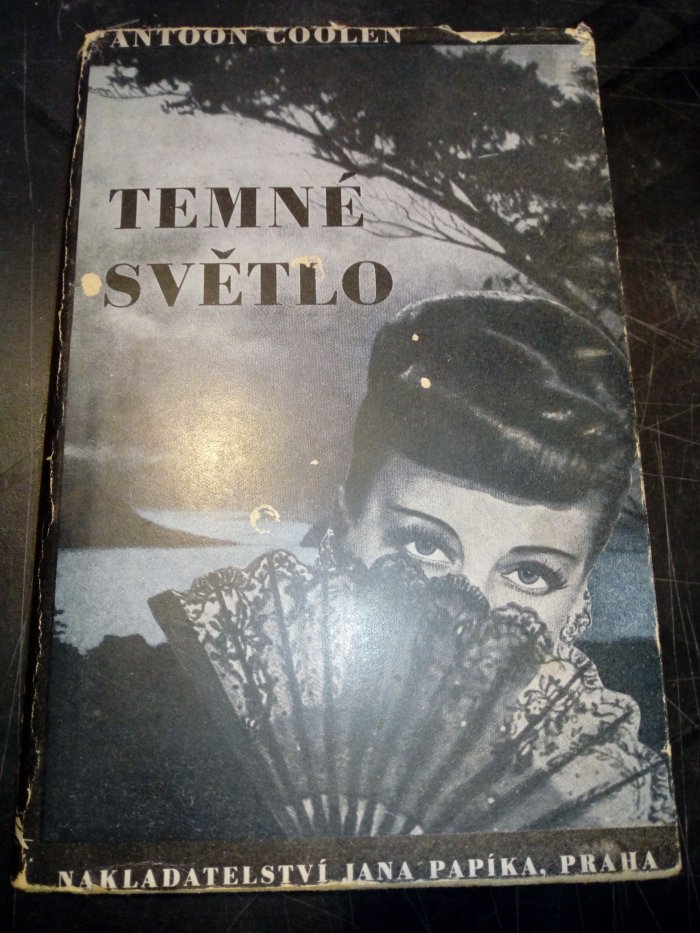 ANTOON COOLEN
TEMNÉ
SVĚTLO
NAKLADATELSTVÍ JANA PAPÍKA, PRAHA